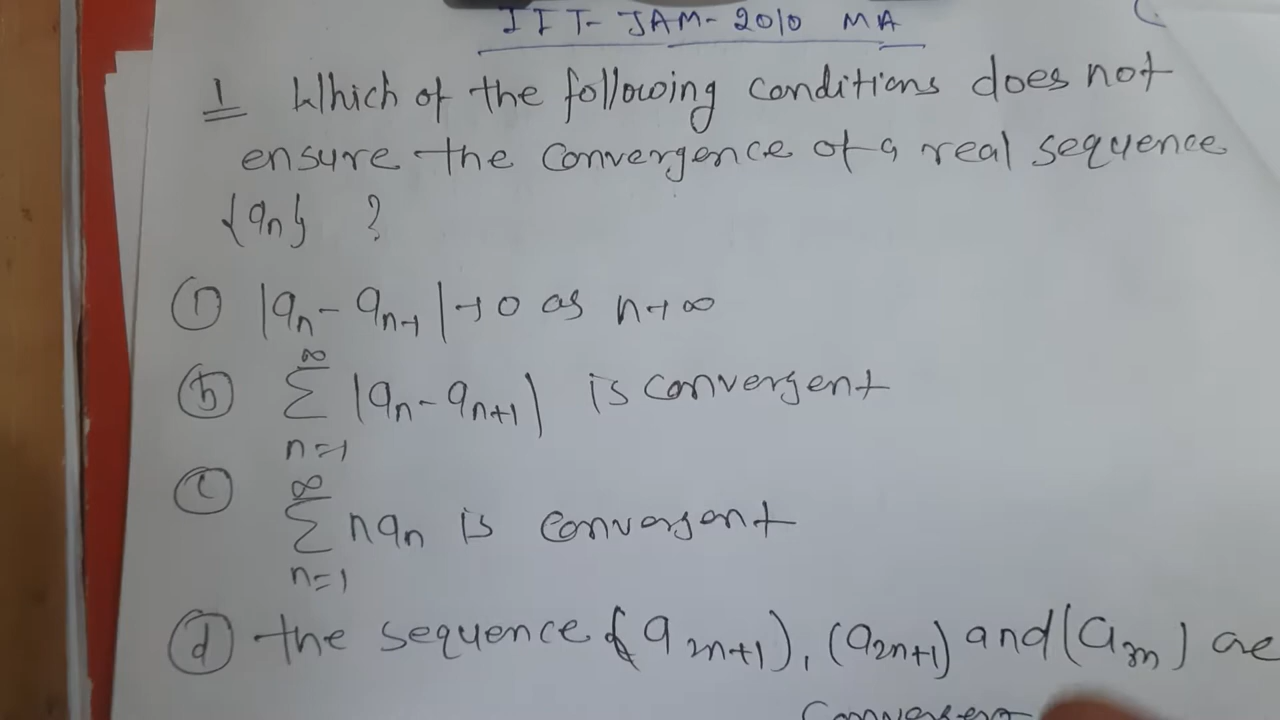 IIT-JAM-2010 MA
1 Which of the following conditions does not
ensure the convergence of a real sequence
{an} ?
(a) |an - an-1| → 0 as n → ∞
(b) ∞ Σ n=1 |an - an+1| is convergent
(c) ∞ Σ n=1 nan is convergent
(d) the sequence (a2n+1), (a2n+1) and (a3n) are